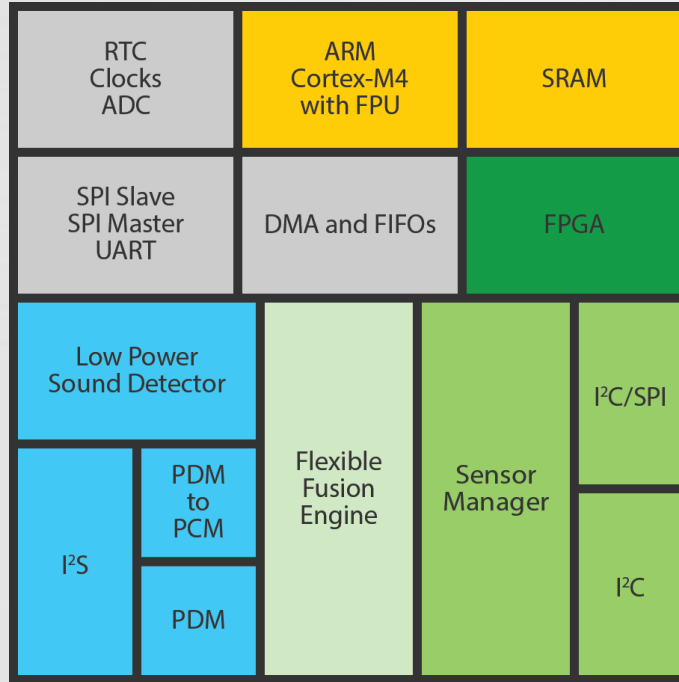 RTC
Clocks
ADC
ARM
Cortex-M4
with FPU
SRAM
SPI Slave
SPI Master
UART
DMA and FIFOs
FPGA
Low Power
Sound Detector
I²S
PDM
to
PCM
PDM
Flexible
Fusion
Engine
Sensor
Manager
I²C/SPI
I²C